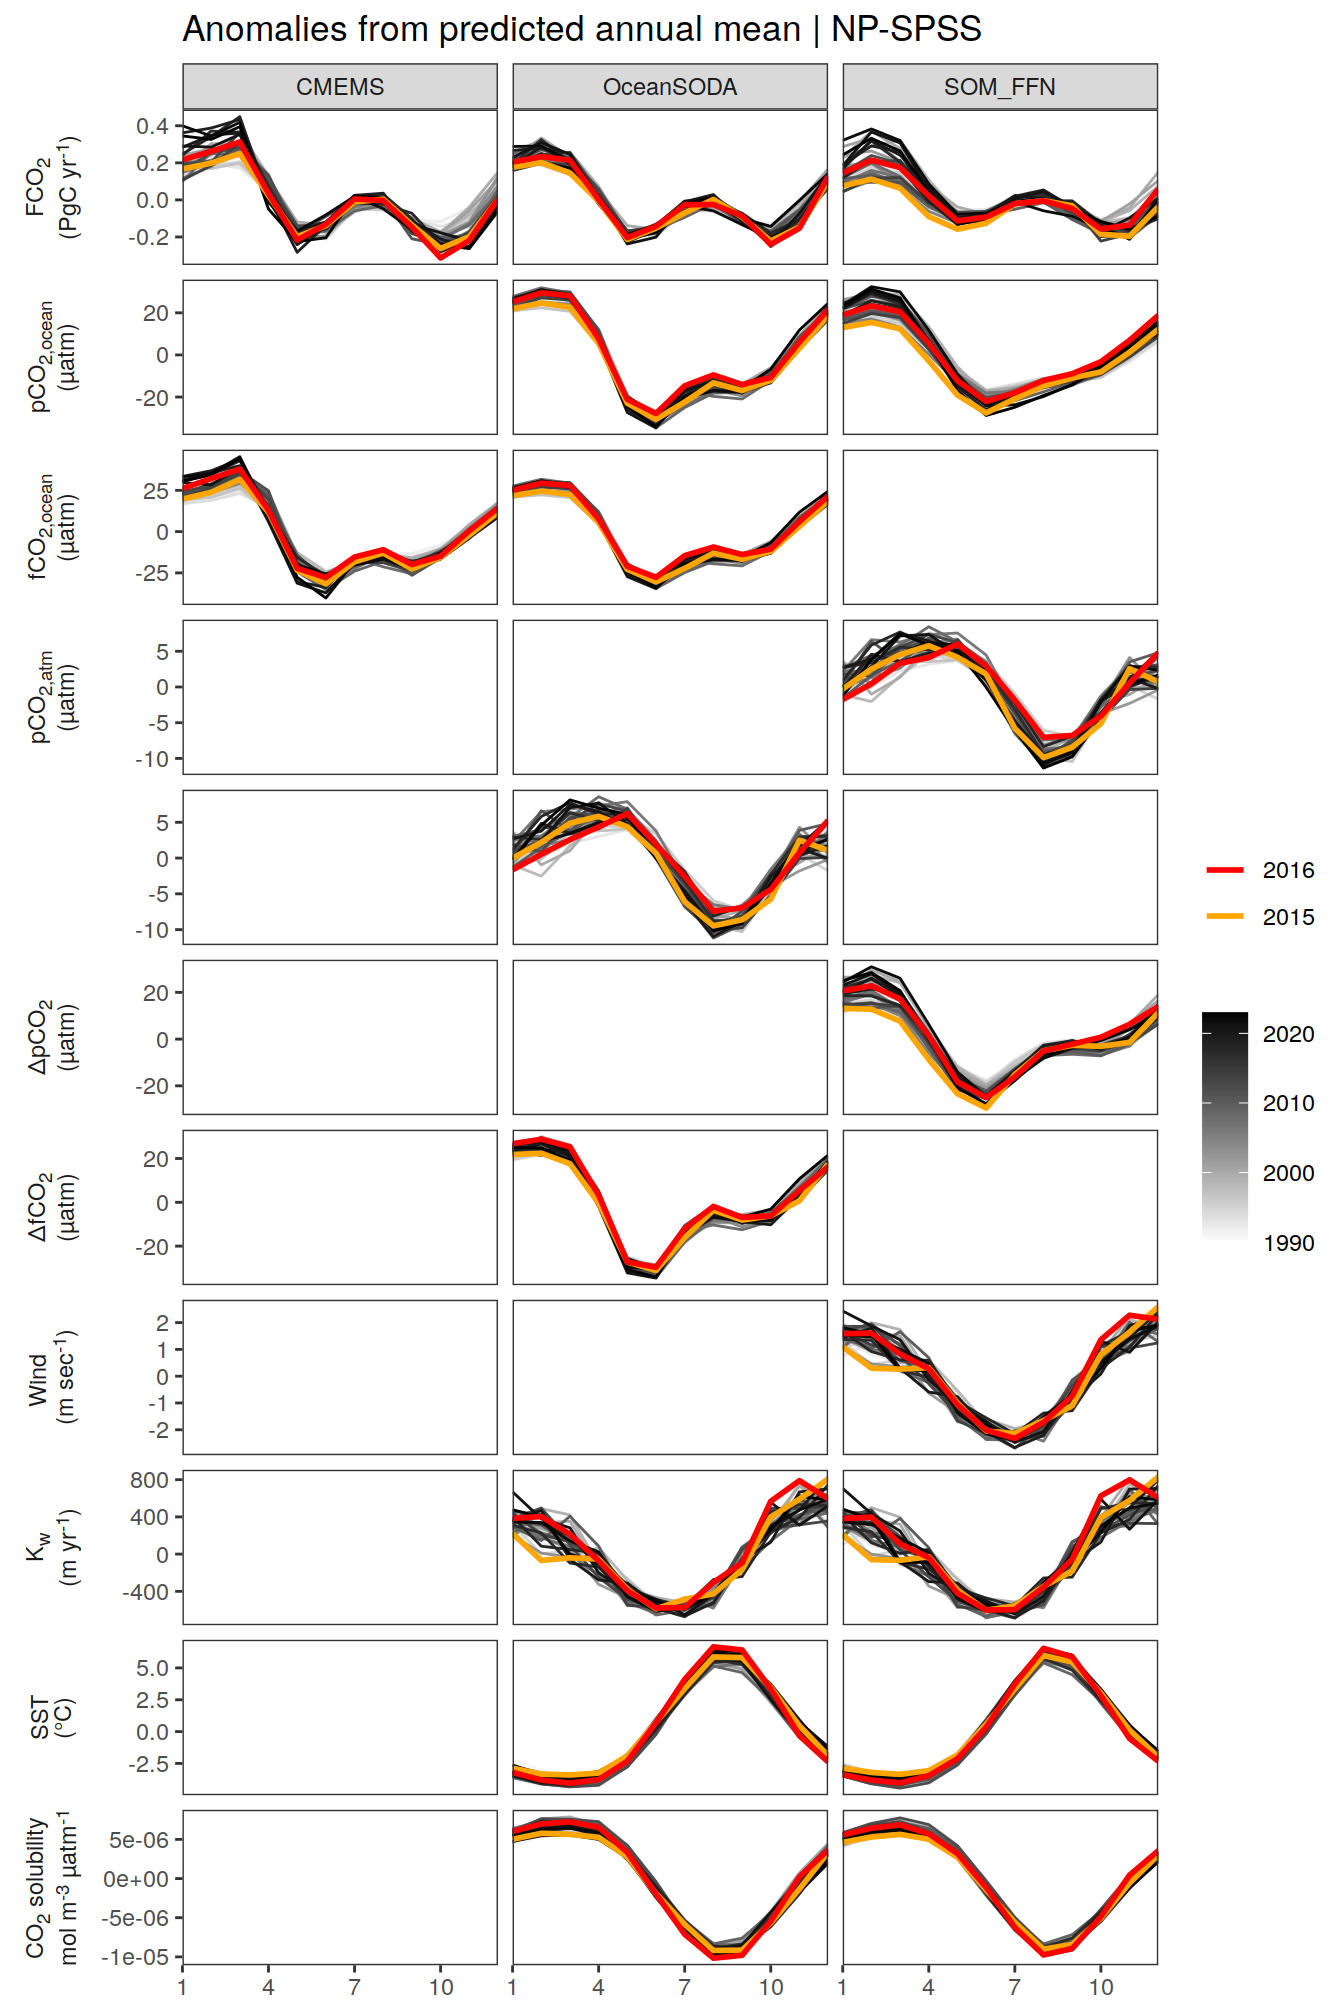 Anomalies from predicted annual mean | NP-SPSS
CMEMS OceanSODA SOM_FFN
FCO2
(PgC yr-1)
0.4
0.2
0.0
-0.2
pCO2,ocean
(µatm)
20
0
-20
fCO2,ocean
(µatm)
25
0
-25
pCO2,atm
(µatm)
5
0
-5
-10
5
0
-5
-10
ΔpCO2
(µatm)
20
0
-20
ΔfCO2
(µatm)
20
0
-20
Wind
(m sec-1)
2
1
0
-1
-2
Kw
(m yr-1)
800
400
0
-400
SST
(°C)
5.0
2.5
0.0
-2.5
CO2 solubility
mol m-3 µatm-1
5e-06
0e+00
-5e-06
-1e-05
1 4 7 10 1 4 7 10 1 4 7 10
2016
2015
2020
2010
2000
1990